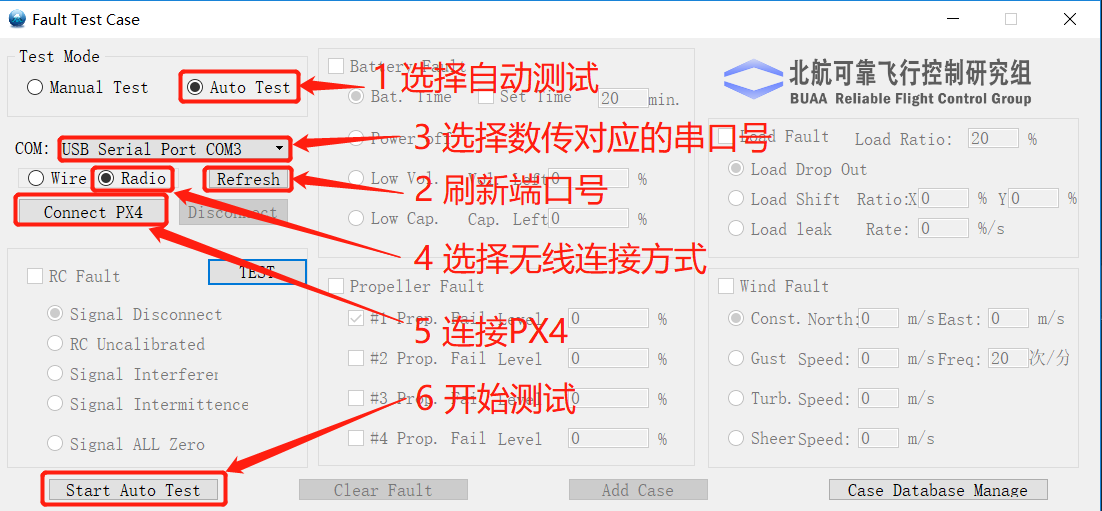 Fault Test Case
Test Mode
Manual Test
Auto Test
1 选择自动测试
COM:
USB Serial Port COM3
3 选择数传对应的串口号
Wire
Radio
Refresh
2 刷新端口号
Connect PX4
Disconnect
4 选择无线连接方式
RC Fault
TEST
Signal Disconnect
RC Uncalibrated
Signal Interferer
Signal Intermittence
Signal ALL Zero
5 连接PX4
6 开始测试
Start Auto Test
Battery Fault
Bat. Time
Set Time
20
min.
Power off
Low Vol.
Vol. Left
0
%
Low Cap.
Cap. Left
0
%
Propeller Fault
#1 Prop. Fail Level
0
%
#2 Prop. Fail Level
0
%
#3 Prop. Fail Level
0
%
#4 Prop. Fail Level
0
%
北航可靠飞行控制研究组
BUAA Reliable Flight Control Group
Load Fault
Load Ratio:
20
%
Load Drop Out
Load Shift
Ratio:X
0
%
Y
0
%
Load leak
Rate:
0
%/s
Wind Fault
Const. North:
0
m/s
East:
0
m/s
Gust Speed:
0
m/s
Freq:
20
次/分
Turb. Speed:
0
m/s
Sheer Speed:
0
m/s
Clear Fault
Add Case
Case Database Manage